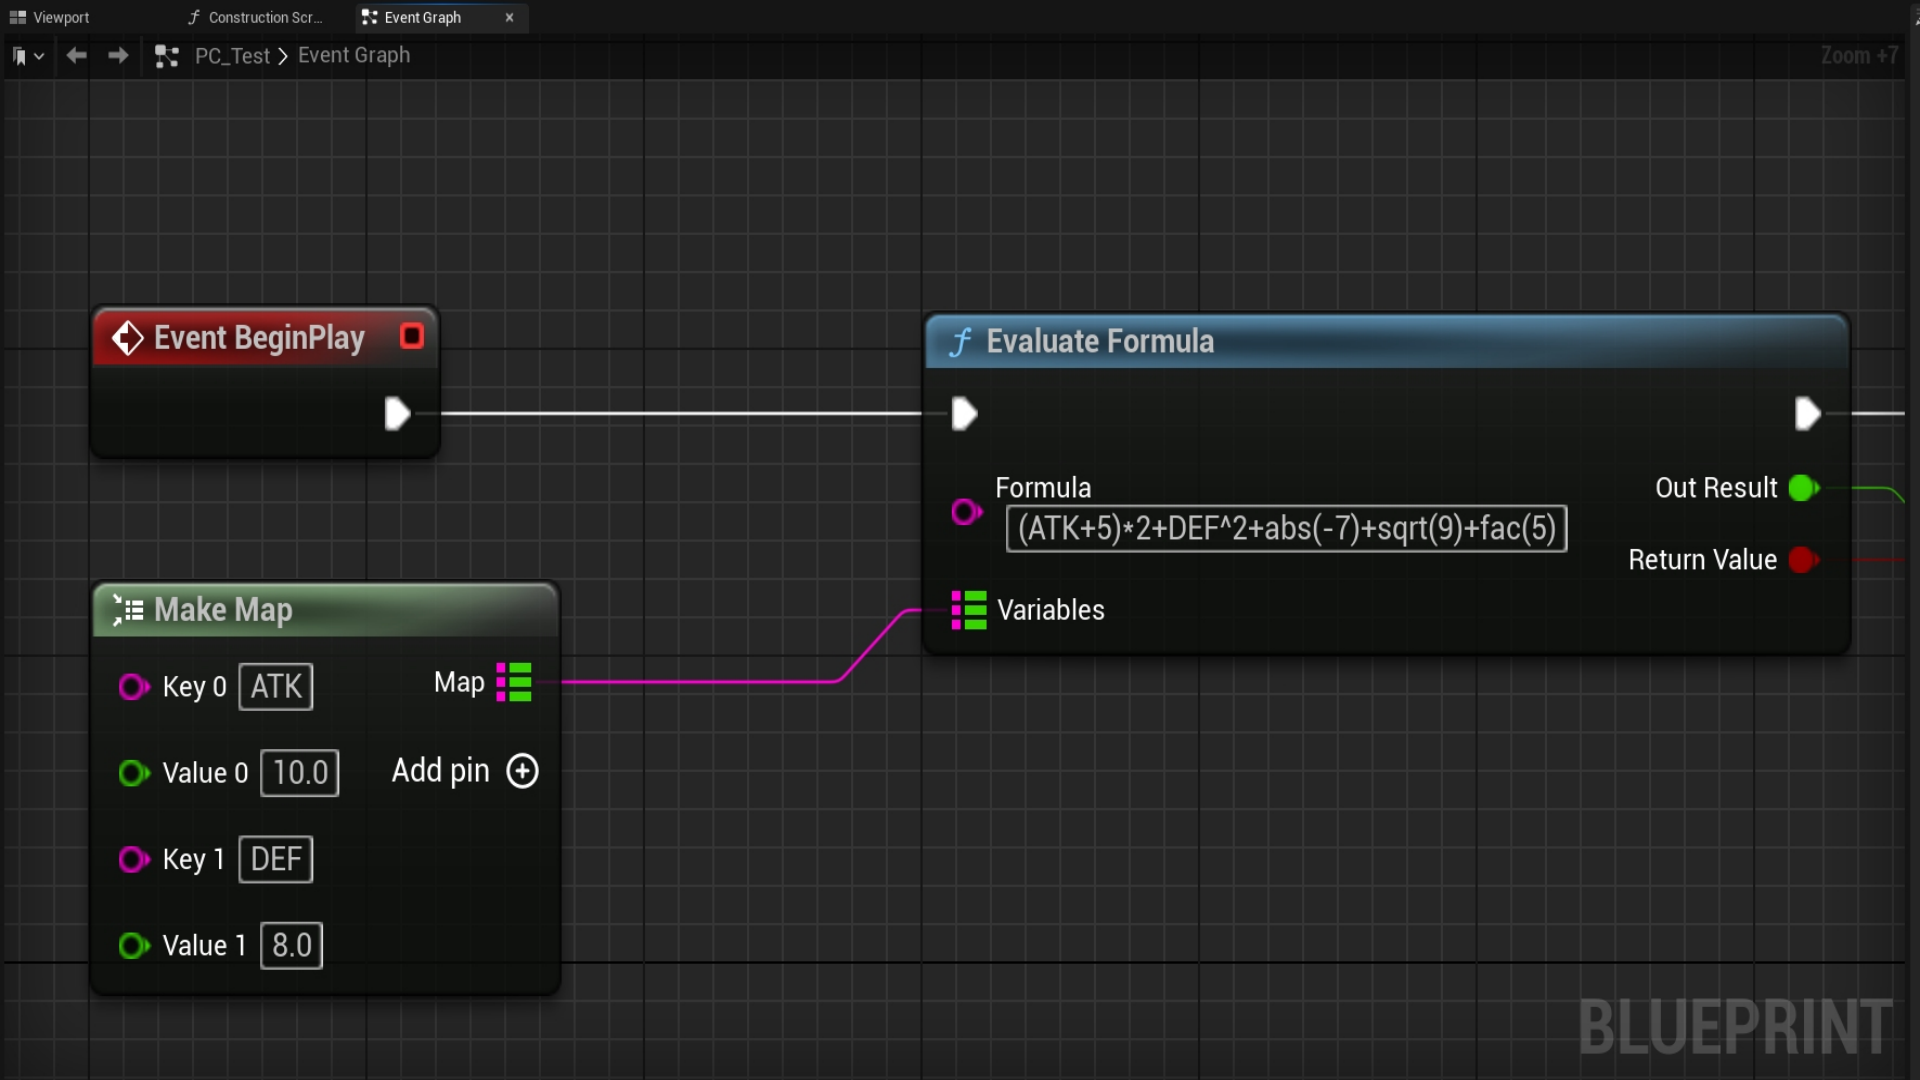 Viewport
Construction Scr...
Event Graph
PC_Test > Event Graph
Zoom +7
Event BeginPlay
Evaluate Formula
Formula
(ATK+5)*2+DEF^2+abs(-7)+sqrt(9)+fac(5)
Variables
Out Result
Return Value
Make Map
Key 0 ATK
Map
Value 0 10.0
Add pin
Key 1 DEF
Value 1 8.0
BLUEPRINT